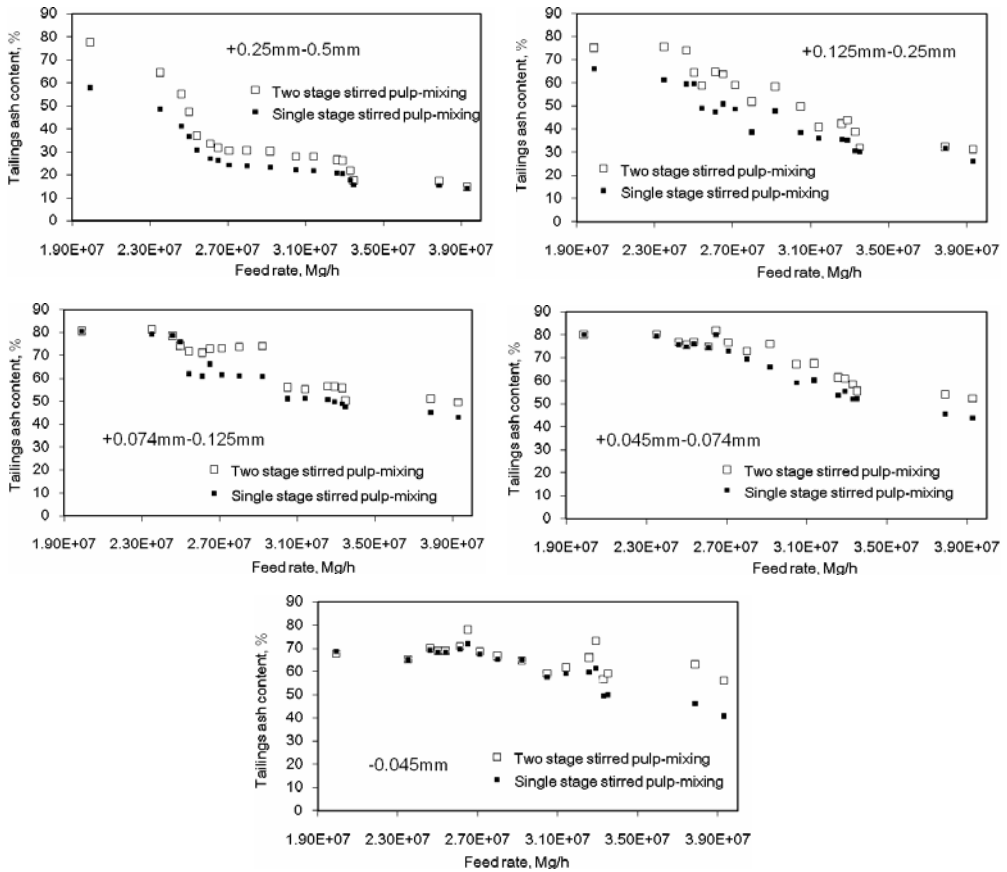 90
80
70
60
50
40
30
20
10
0
Tailings ash content, %
+0.25mm-0.5mm
Two stage stirred pulp-mixing
Single stage stirred pulp-mixing
1.90E+07 2.30E+07 2.70E+07 3.10E+07 3.50E+07 3.90E+07
Feed rate, Mg/h
90
80
70
60
50
40
30
20
10
0
Tailings ash content, %
+0.125mm-0.25mm
Two stage stirred pulp-mixing
Single stage stirred pulp-mixing
1.90E+07 2.30E+07 2.70E+07 3.10E+07 3.50E+07 3.90E+07
Feed rate, Mg/h
90
80
70
60
50
40
30
20
10
0
Tailings ash content, %
+0.074mm-0.125mm
Two stage stirred pulp-mixing
Single stage stirred pulp-mixing
1.90E+07 2.30E+07 2.70E+07 3.10E+07 3.50E+07 3.90E+07
Feed rate, Mg/h
90
80
70
60
50
40
30
20
10
0
Tailings ash content, %
+0.045mm-0.074mm
Two stage stirred pulp-mixing
Single stage stirred pulp-mixing
1.90E+07 2.30E+07 2.70E+07 3.10E+07 3.50E+07 3.90E+07
Feed rate, Mg/h
90
80
70
60
50
40
30
20
10
0
Tailings ash content, %
-0.045mm
Two stage stirred pulp-mixing
Single stage stirred pulp-mixing
1.90E+07 2.30E+07 2.70E+07 3.10E+07 3.50E+07 3.90E+07
Feed rate, Mg/h